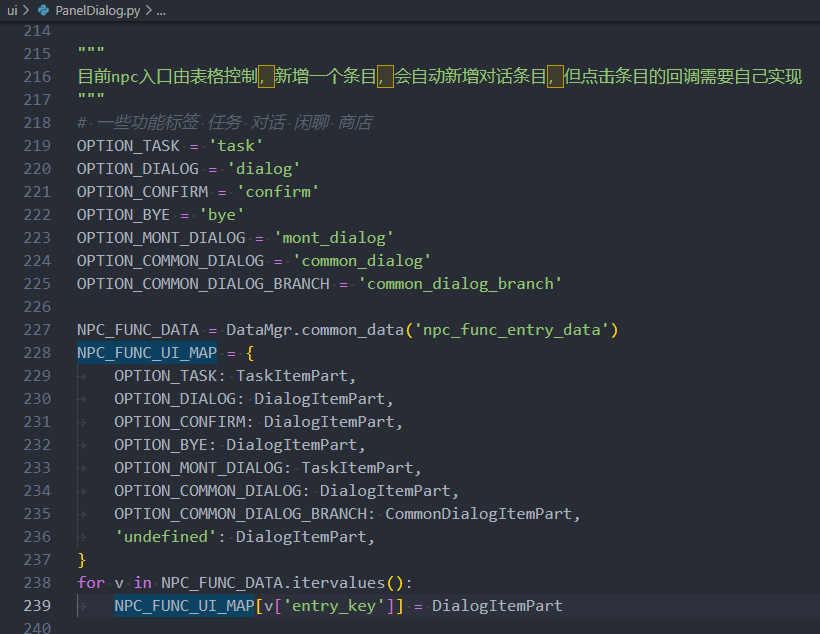 ui > PanelDialog.py > ...
214
215 """
216 目前npc入口由表格控制，新增一个条目，会自动新增对话条目，但点击条目的回调需要自己实现
217 """
218 # 一些功能标签 任务 对话 闲聊 商店
219 OPTION_TASK = 'task'
220 OPTION_DIALOG = 'dialog'
221 OPTION_CONFIRM = 'confirm'
222 OPTION_BYE = 'bye'
223 OPTION_MONT_DIALOG = 'mont_dialog'
224 OPTION_COMMON_DIALOG = 'common_dialog'
225 OPTION_COMMON_DIALOG_BRANCH = 'common_dialog_branch'
226
227 NPC_FUNC_DATA = DataMgr.common_data('npc_func_entry_data')
228 NPC_FUNC_UI_MAP = {
229 OPTION_TASK: TaskItemPart,
230 OPTION_DIALOG: DialogItemPart,
231 OPTION_CONFIRM: DialogItemPart,
232 OPTION_BYE: DialogItemPart,
233 OPTION_MONT_DIALOG: TaskItemPart,
234 OPTION_COMMON_DIALOG: DialogItemPart,
235 OPTION_COMMON_DIALOG_BRANCH: CommonDialogItemPart,
236 'undefined': DialogItemPart,
237 }
238 for v in NPC_FUNC_DATA.itervalues():
239 NPC_FUNC_UI_MAP[v['entry_key']] = DialogItemPart
240